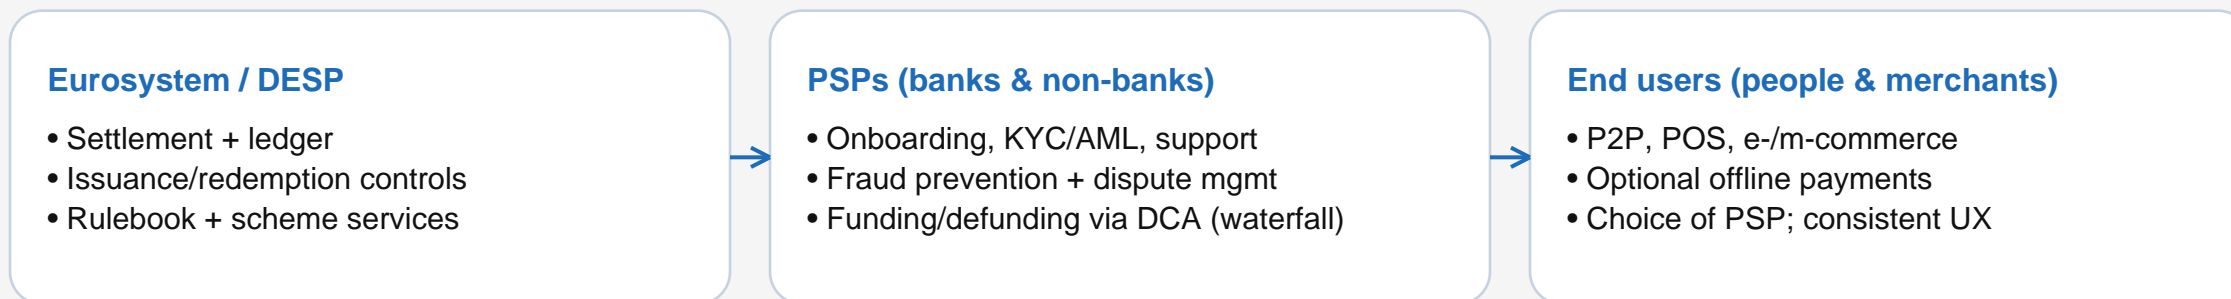 Eurosystem / DESP
• Settlement + ledger
• Issuance/redemption controls
• Rulebook + scheme services
PSPs (banks & non-banks)
• Onboarding, KYC/AML, support
• Fraud prevention + dispute mgmt
• Funding/defunding via DCA (waterfall)
End users (people & merchants)
• P2P, POS, e-/m-commerce
• Optional offline payments
• Choice of PSP; consistent UX